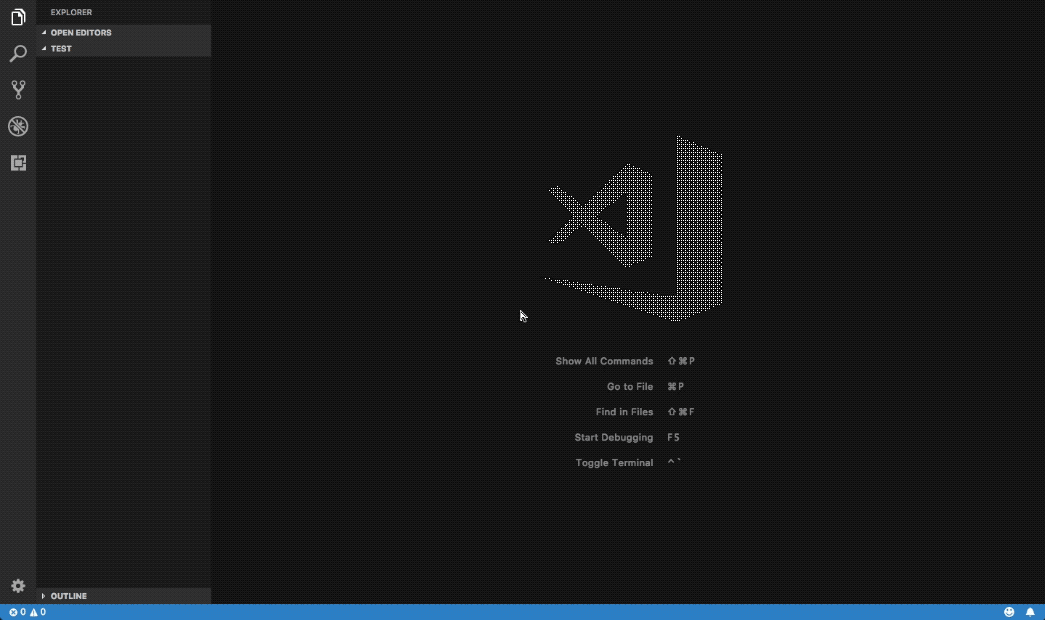 EXPLORER
OPEN EDITORS
TEST
Show All Commands ⇧⌘P
Go to File ⌘P
Find in Files ⇧⌘F
Start Debugging F5
Toggle Terminal ^`
OUTLINE
0 0